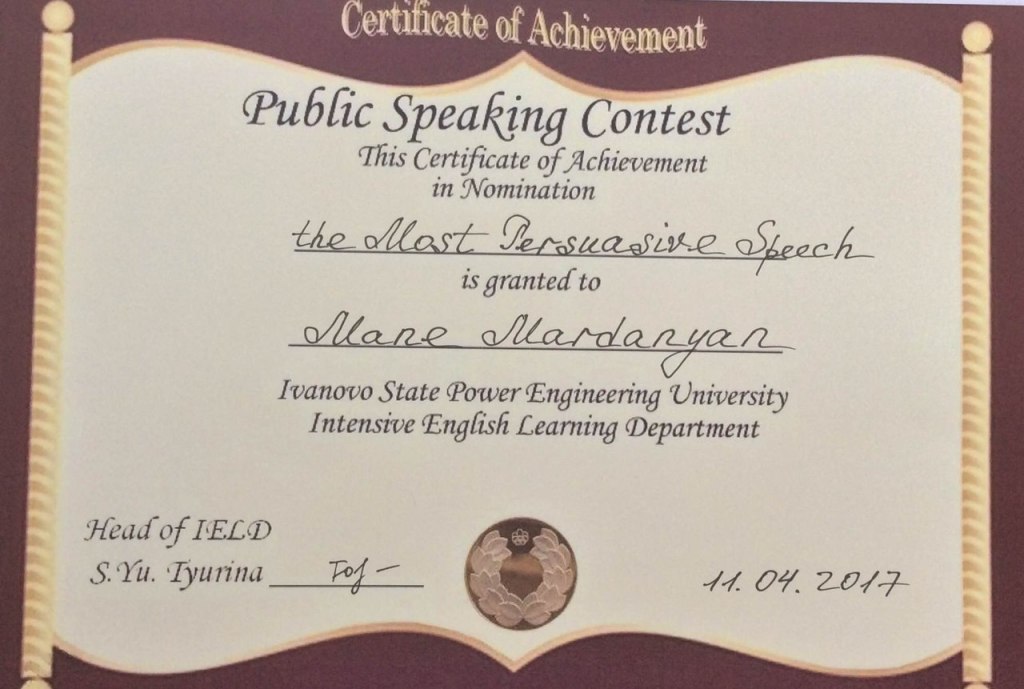 Certificate of Achievement
Public Speaking Contest
This Certificate of Achievement
in Nomination
the Most Persuasive Speech
is granted to
Mane Mardanyan
Ivanovo State Power Engineering University
Intensive English Learning Department
Head of IELD
S.Yu. Tyurina
11. 04. 2017